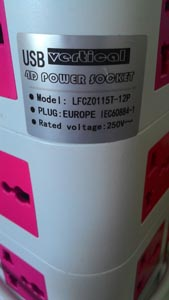 USB vertical
4D POWER SOCKET
• Model: LFCZ0115T-12P
• PLUG:EUROPE IEC60884-1
• Rated voltage:250V~